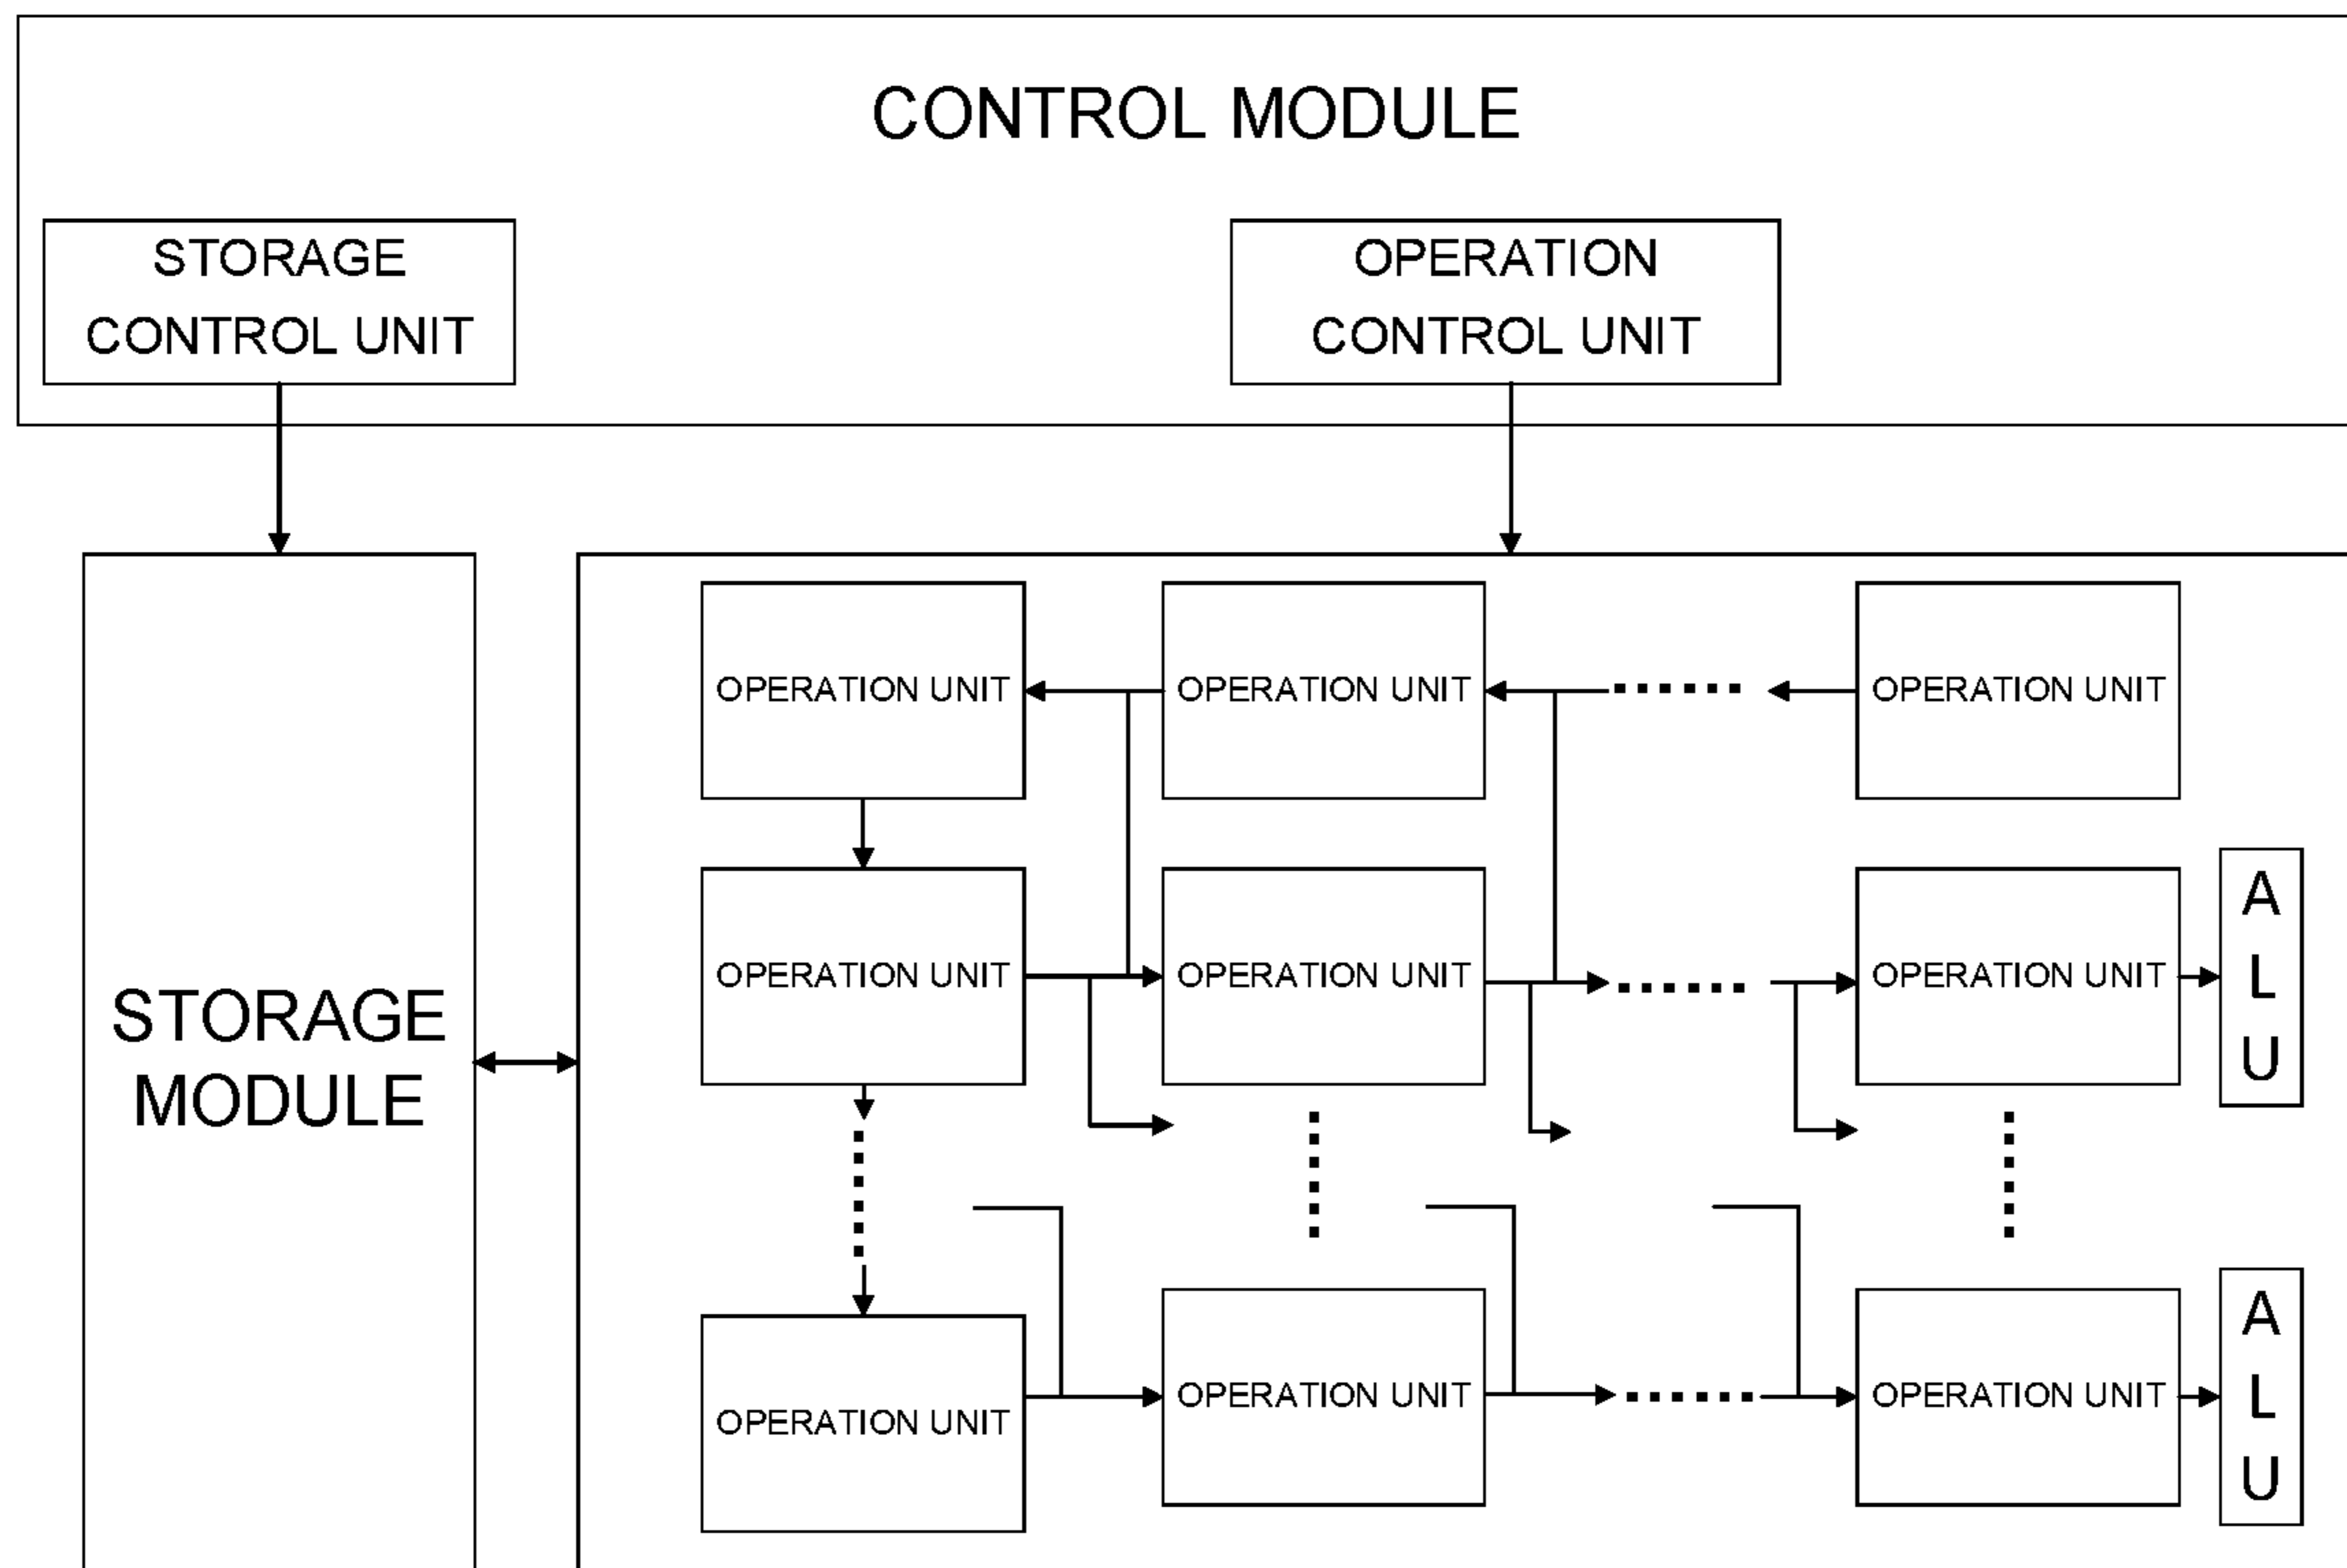 CONTROL MODULE
STORAGE
CONTROL UNIT
OPERATION
CONTROL UNIT
STORAGE
MODULE
OPERATION UNIT
OPERATION UNIT
OPERATION UNIT
OPERATION UNIT
OPERATION UNIT
OPERATION UNIT
A
L
U
OPERATION UNIT
OPERATION UNIT
OPERATION UNIT
A
L
U